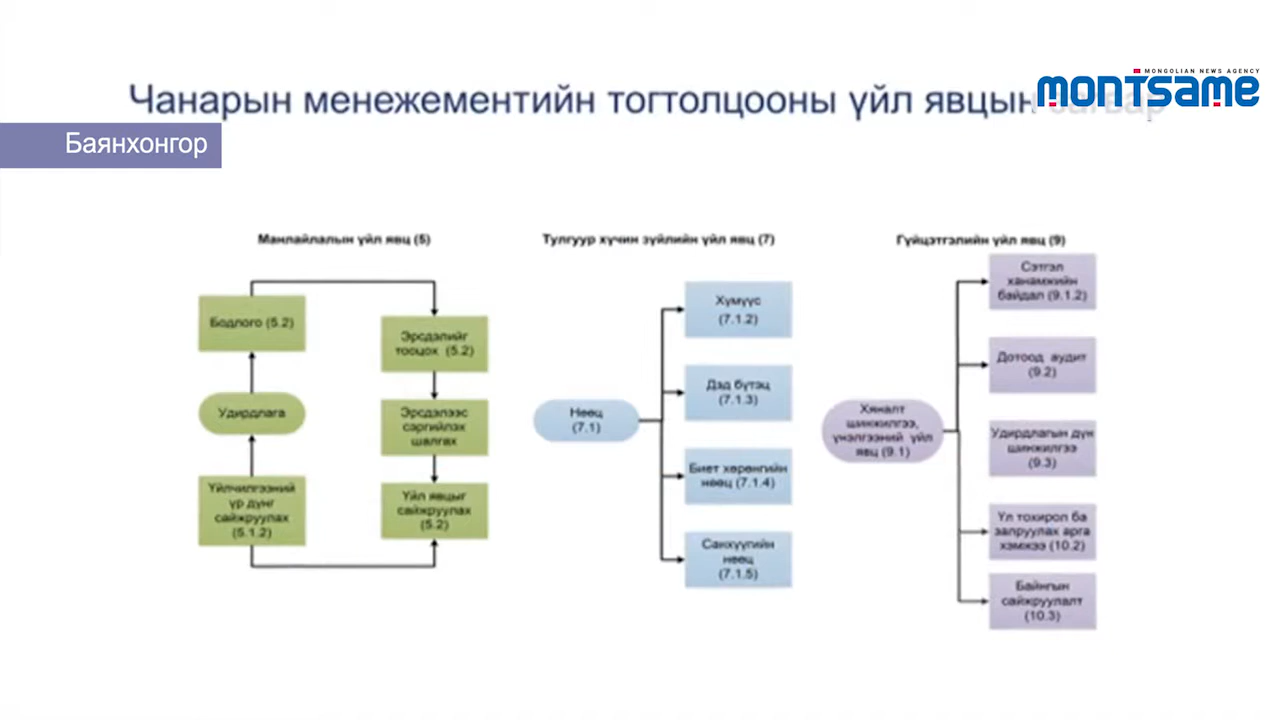 MONGOLIAN NEWS AGENCY
MONTSAME
Чанарын менежементийн тогтолцооны үйл явцын загвар
Баянхонгор
Манлайлалын үйл явц (5)
Бодлого (5.2)
Удирдлага
Үйлчилгээний
үр дүнг
сайжруулах
(5.1.2)
Эрсдэлийг
тооцох (5.2)
Эрсдэлээс
сэргийлэх
шалгах
Үйл явцыг
сайжруулах
(5.2)
Тулгуур хүчин зүйлийн үйл явц (7)
Нөөц
(7.1)
Хүмүүс
(7.1.2)
Дэд бүтэц
(7.1.3)
Биет хөрөнгийн
нөөц (7.1.4)
Санхүүгийн
нөөц
(7.1.5)
Гүйцэтгэлийн үйл явц (9)
Хяналт
шинжилгээ,
үнэлгээний үйл
явц (9.1)
Сэтгэл
ханамжийн
байдал (9.1.2)
Дотоод аудит
(9.2)
Удирдлагын дүн
шинжилгээ
(9.3)
Үл тохирол ба
залруулах арга
хэмжээ (10.2)
Байнгын
сайжруулалт
(10.3)